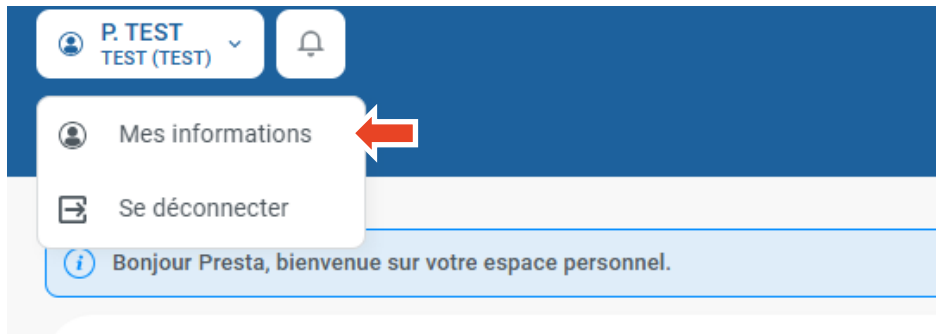 P. TEST
TEST (TEST)
Mes informations
Se déconnecter
Bonjour Presta, bienvenue sur votre espace personnel.